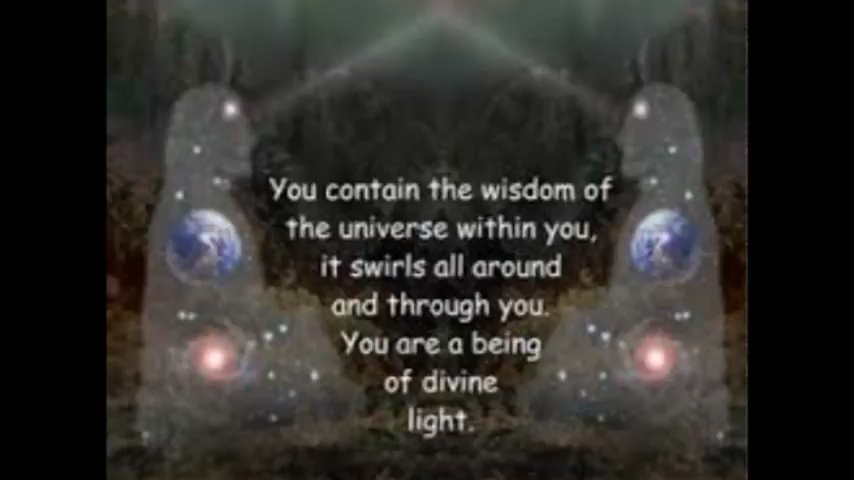 You contain the wisdom of
the universe within you,
it swirls all around
and through you.
You are a being
of divine
light.